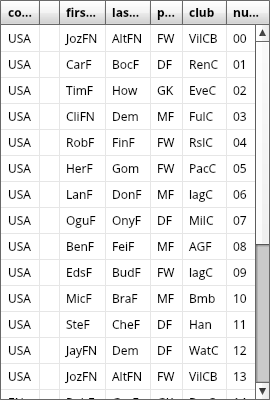 co... firs... las... p... club nu...
USA JozFN AltFN FW VilCB 00
USA CarF BocF DF RenC 01
USA TimF How GK EveC 02
USA CliFN Dem MF FulC 03
USA RobF FinF FW RslC 04
USA HerF Gom FW PacC 05
USA LanF DonF MF lagC 06
USA OguF OnyF DF MilC 07
USA BenF FeiF MF AGF 08
USA EdsF BudF FW lagC 09
USA MicF BraF MF Bmb 10
USA SteF CheF DF Han 11
USA JayFN Dem DF WatC 12
USA JozFN AltFN FW VilCB 13